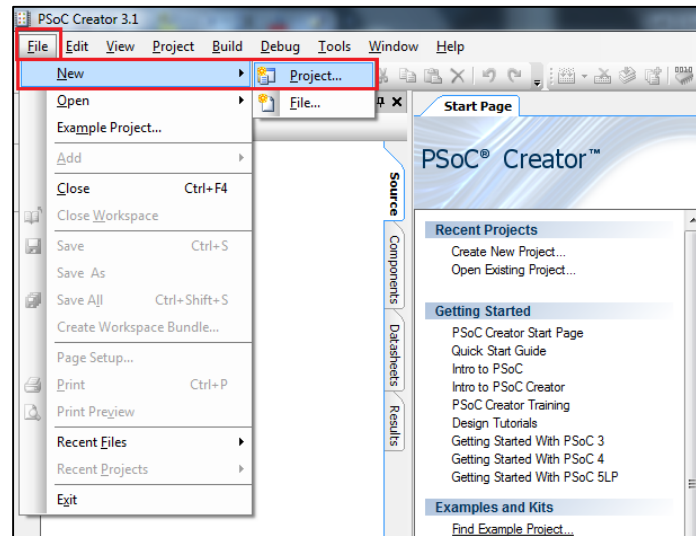 PSoC Creator 3.1
File Edit View Project Build Debug Tools Window Help
New
Project...
File...
Open
Example Project...
Add
Close Ctrl+F4
Close Workspace
Save Ctrl+S
Save As
Save All Ctrl+Shift+S
Create Workspace Bundle...
Page Setup...
Print Ctrl+P
Print Preview
Recent Files
Recent Projects
Exit
Source
Components
Datasheets
Results
Start Page
PSoC® Creator™
Recent Projects
Create New Project...
Open Existing Project...
Getting Started
PSoC Creator Start Page
Quick Start Guide
Intro to PSoC
Intro to PSoC Creator
PSoC Creator Training
Design Tutorials
Getting Started With PSoC 3
Getting Started With PSoC 4
Getting Started With PSoC 5LP
Examples and Kits
Find Example Project...